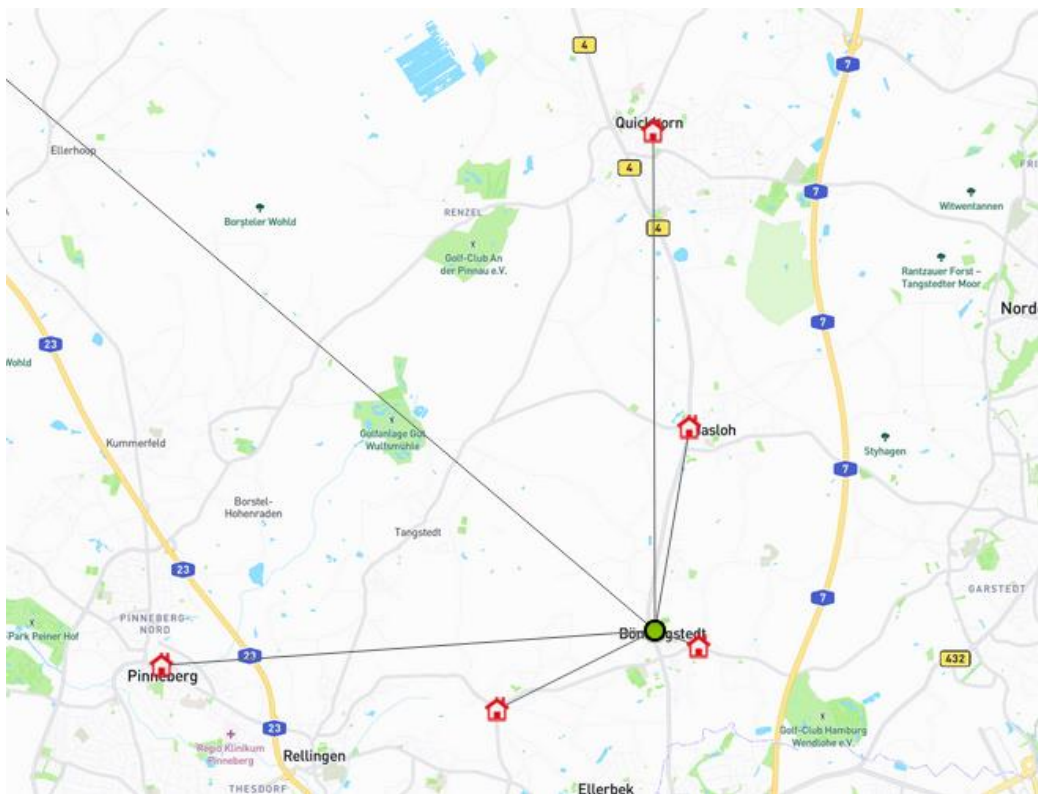 4
7
Quickborn
Ellerhoop
4
7
Witwentannen
Borsteler Wohld
RENZEL
4
Golf-Club An
der Pinnau e.V.
Rantzauer Forst –
Tangstedter Moor
7
23
Wohld
Golfanlage Gut
Wulfsmühle
Kummerfeld
Styhagen
7
Borstel-
Hohenraden
Tangstedt
23
GARSTEDT
7
PINNEBERG-
NORD
Park Peiner Hof
23
432
Pinneberg
23
Golf-Club Hamburg
Wendlohe e.V.
Regio Klinikum
Pinneberg
Rellingen
THESDORF
Ellerbek